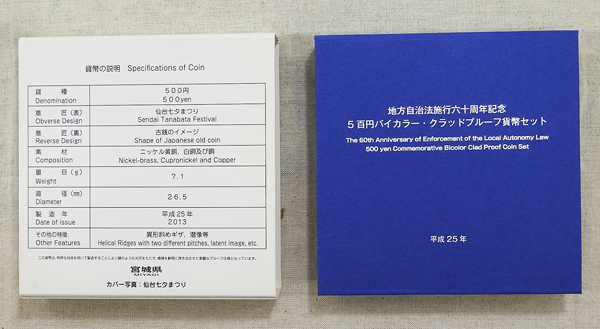 貨幣の説明 Specifications of Coin
貨 種 500円
Denomination 500yen
意 匠(表) 仙台七夕まつり
Obverse Design Sendai Tanabata Festival
意 匠(裏) 古銭のイメージ
Reverse Design Shape of Japanese old coin
素 材 ニッケル黄銅、白銅及び銅
Composition Nickel-brass, Cupronickel and Copper
量 目(g) 7.1
Weight
直 径(mm) 26.5
Diameter
製 造 年 平成25年
Date of issue 2013
その他の特徴 異形斜めギザ、潜像等
Other Features Helical Ridges with two different pitches, latent image, etc.
宮城県
MIYAGI
カバー写真:仙台七夕まつり
地方自治法施行六十周年記念
5百円バイカラー・クラッドプルーフ貨幣セット
The 60th Anniversary of Enforcement of the Local Autonomy Law
500 yen Commemorative Bicolor Clad Proof Coin Set
平成25年